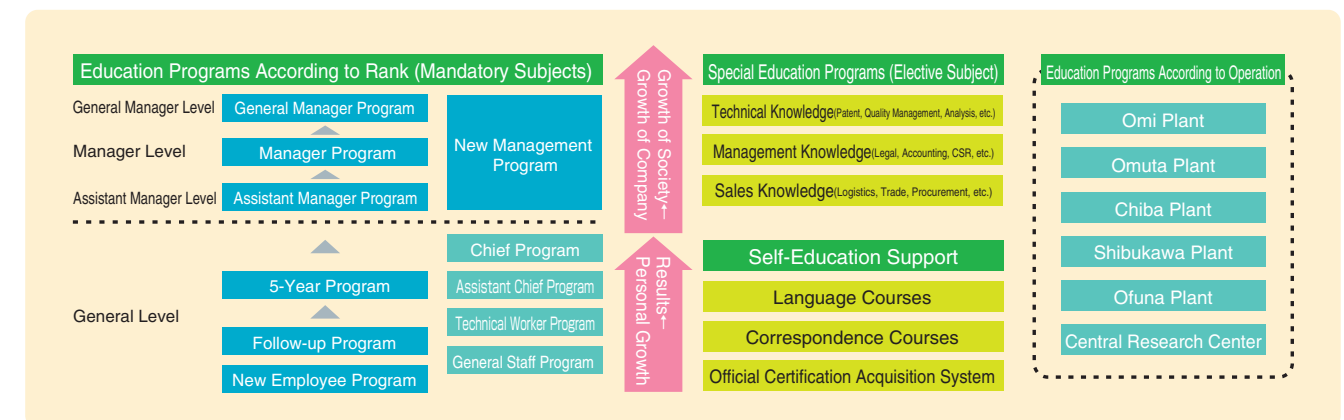 Education Programs According to Rank (Mandatory Subjects)
General Manager Level
General Manager Program
Manager Level
Manager Program
Assistant Manager Level
Assistant Manager Program
New Management
Program
General Level
5-Year Program
Follow-up Program
New Employee Program
Chief Program
Assistant Chief Program
Technical Worker Program
General Staff Program
Growth of Society←
Growth of Company
Results←
Personal Growth
Special Education Programs (Elective Subject)
Technical Knowledge(Patent, Quality Management, Analysis, etc.)
Management Knowledge(Legal, Accounting, CSR, etc.)
Sales Knowledge(Logistics, Trade, Procurement, etc.)
Self-Education Support
Language Courses
Correspondence Courses
Official Certification Acquisition System
Education Programs According to Operation
Omi Plant
Omuta Plant
Chiba Plant
Shibukawa Plant
Ofuna Plant
Central Research Center